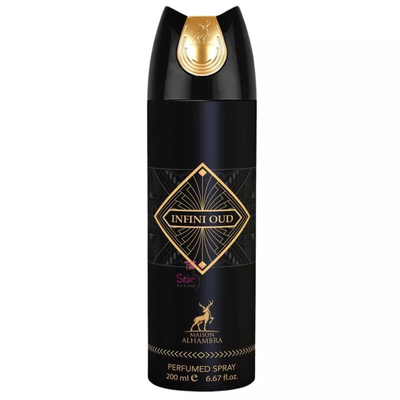 INFINI OUD
MAISON
ALHAMBRA
PERFUMED SPRAY
200 ml e 6.67 fl.oz.